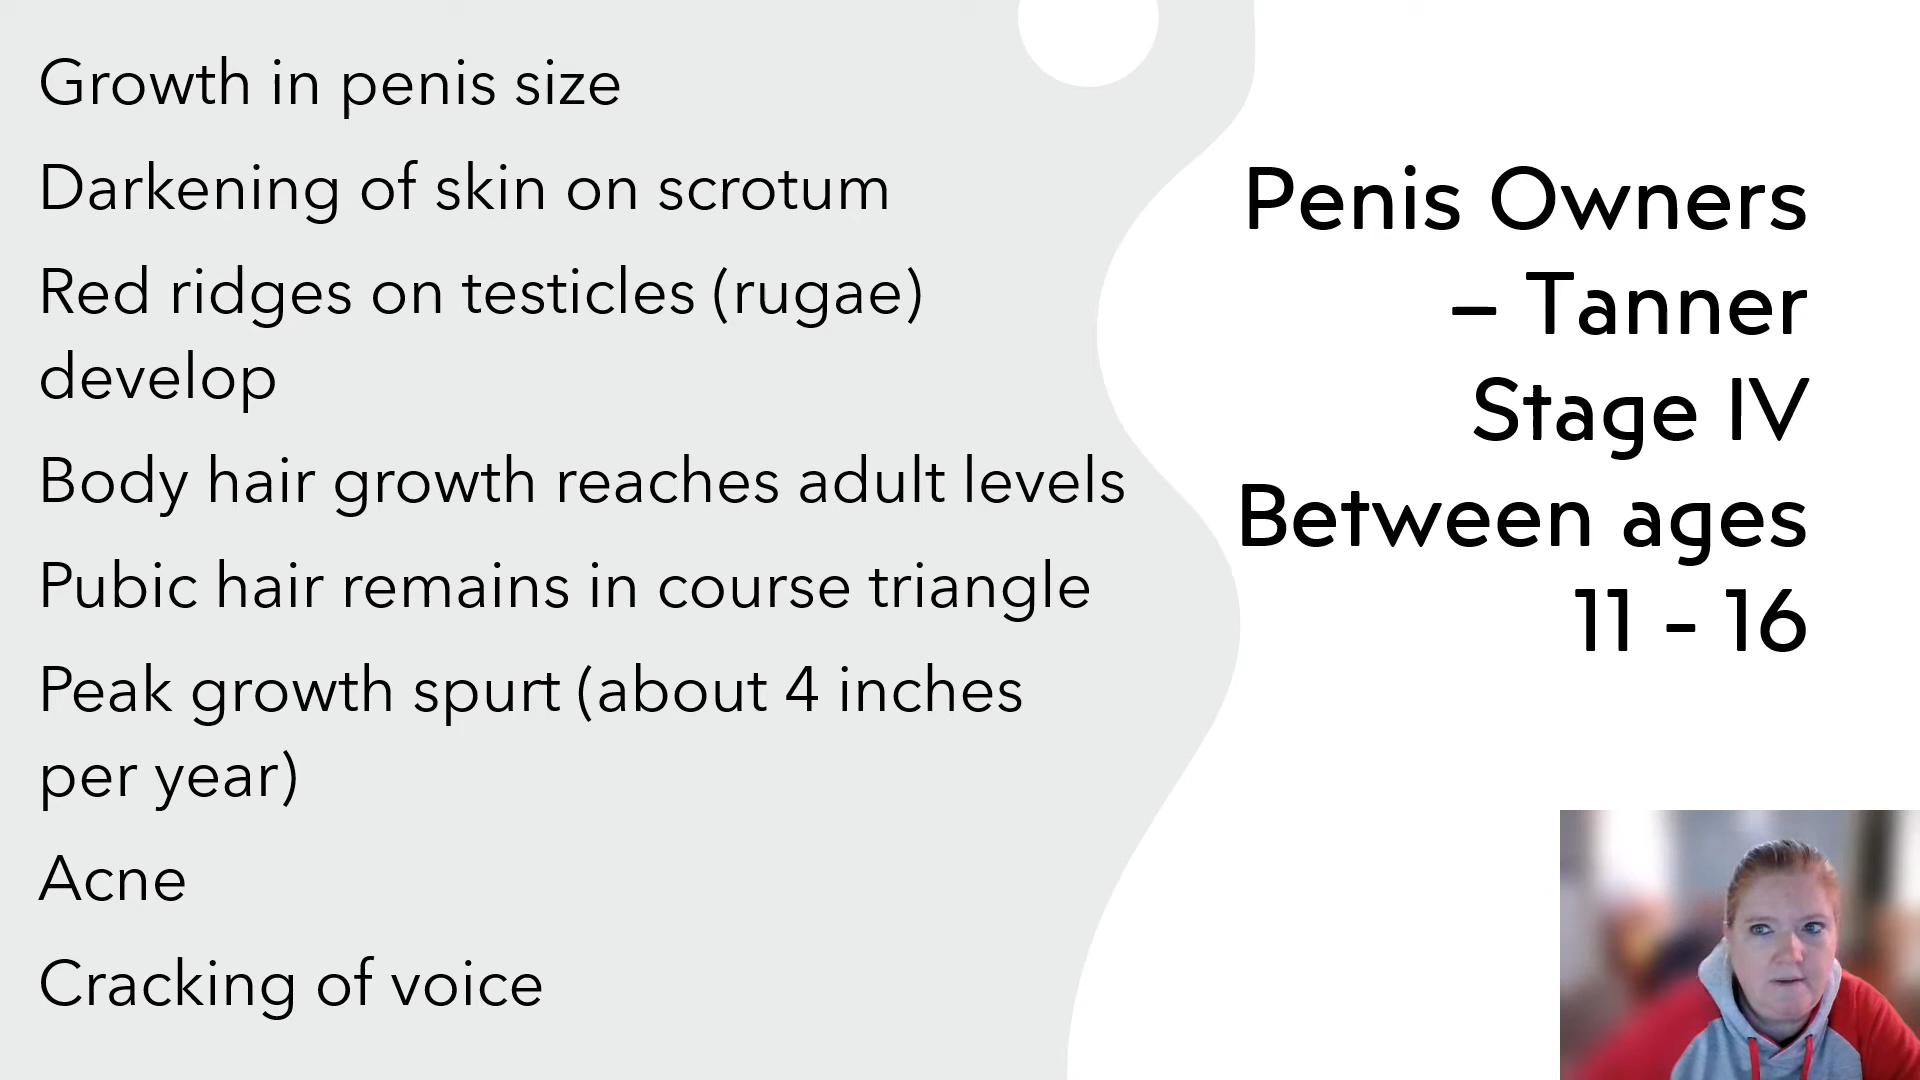 Growth in penis size
Darkening of skin on scrotum
Red ridges on testicles (rugae)
develop
Body hair growth reaches adult levels
Pubic hair remains in course triangle
Peak growth spurt (about 4 inches
per year)
Acne
Cracking of voice
Penis Owners
– Tanner
Stage IV
Between ages
11 - 16